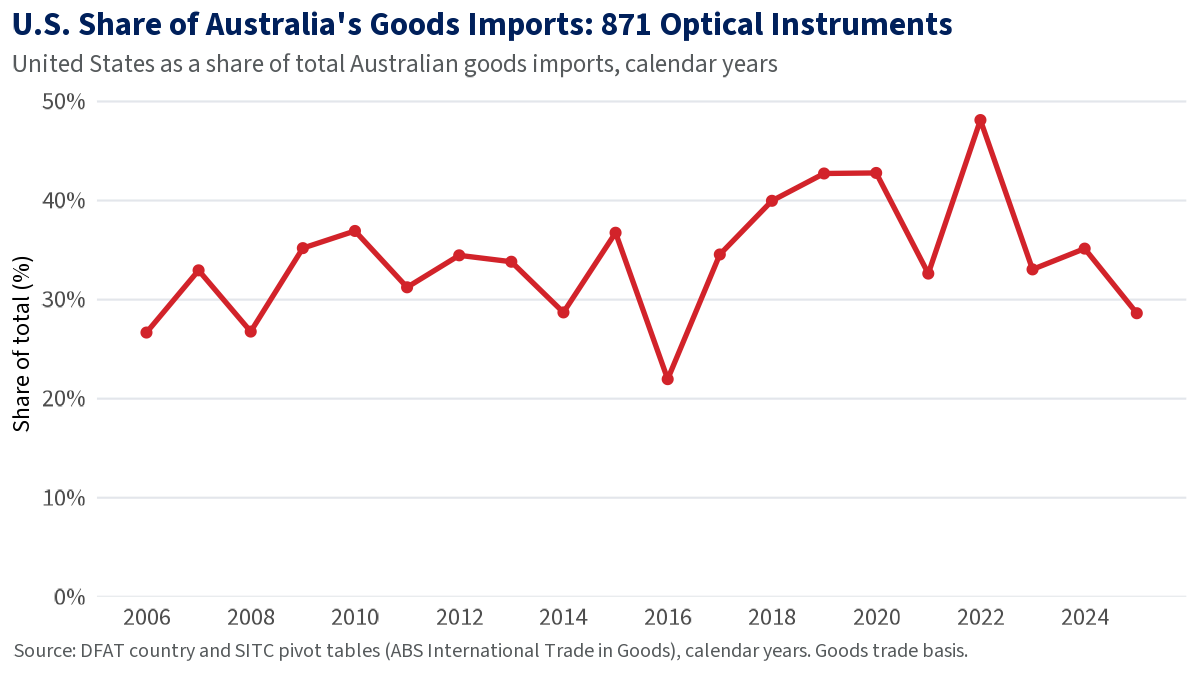 U.S. Share of Australia's Goods Imports: 871 Optical Instruments
United States as a share of total Australian goods imports, calendar years
Share of total (%)
50%
40%
30%
20%
10%
0%
2006 2008 2010 2012 2014 2016 2018 2020 2022 2024
Source: DFAT country and SITC pivot tables (ABS International Trade in Goods), calendar years. Goods trade basis.